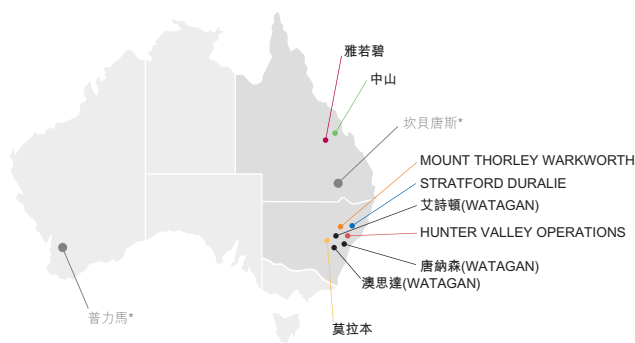 雅若碧
中山
坎貝唐斯*
MOUNT THORLEY WARKWORTH
STRATFORD DURALIE
艾詩頓(WATAGAN)
HUNTER VALLEY OPERATIONS
唐納森(WATAGAN)
澳思達(WATAGAN)
普力馬*
莫拉本